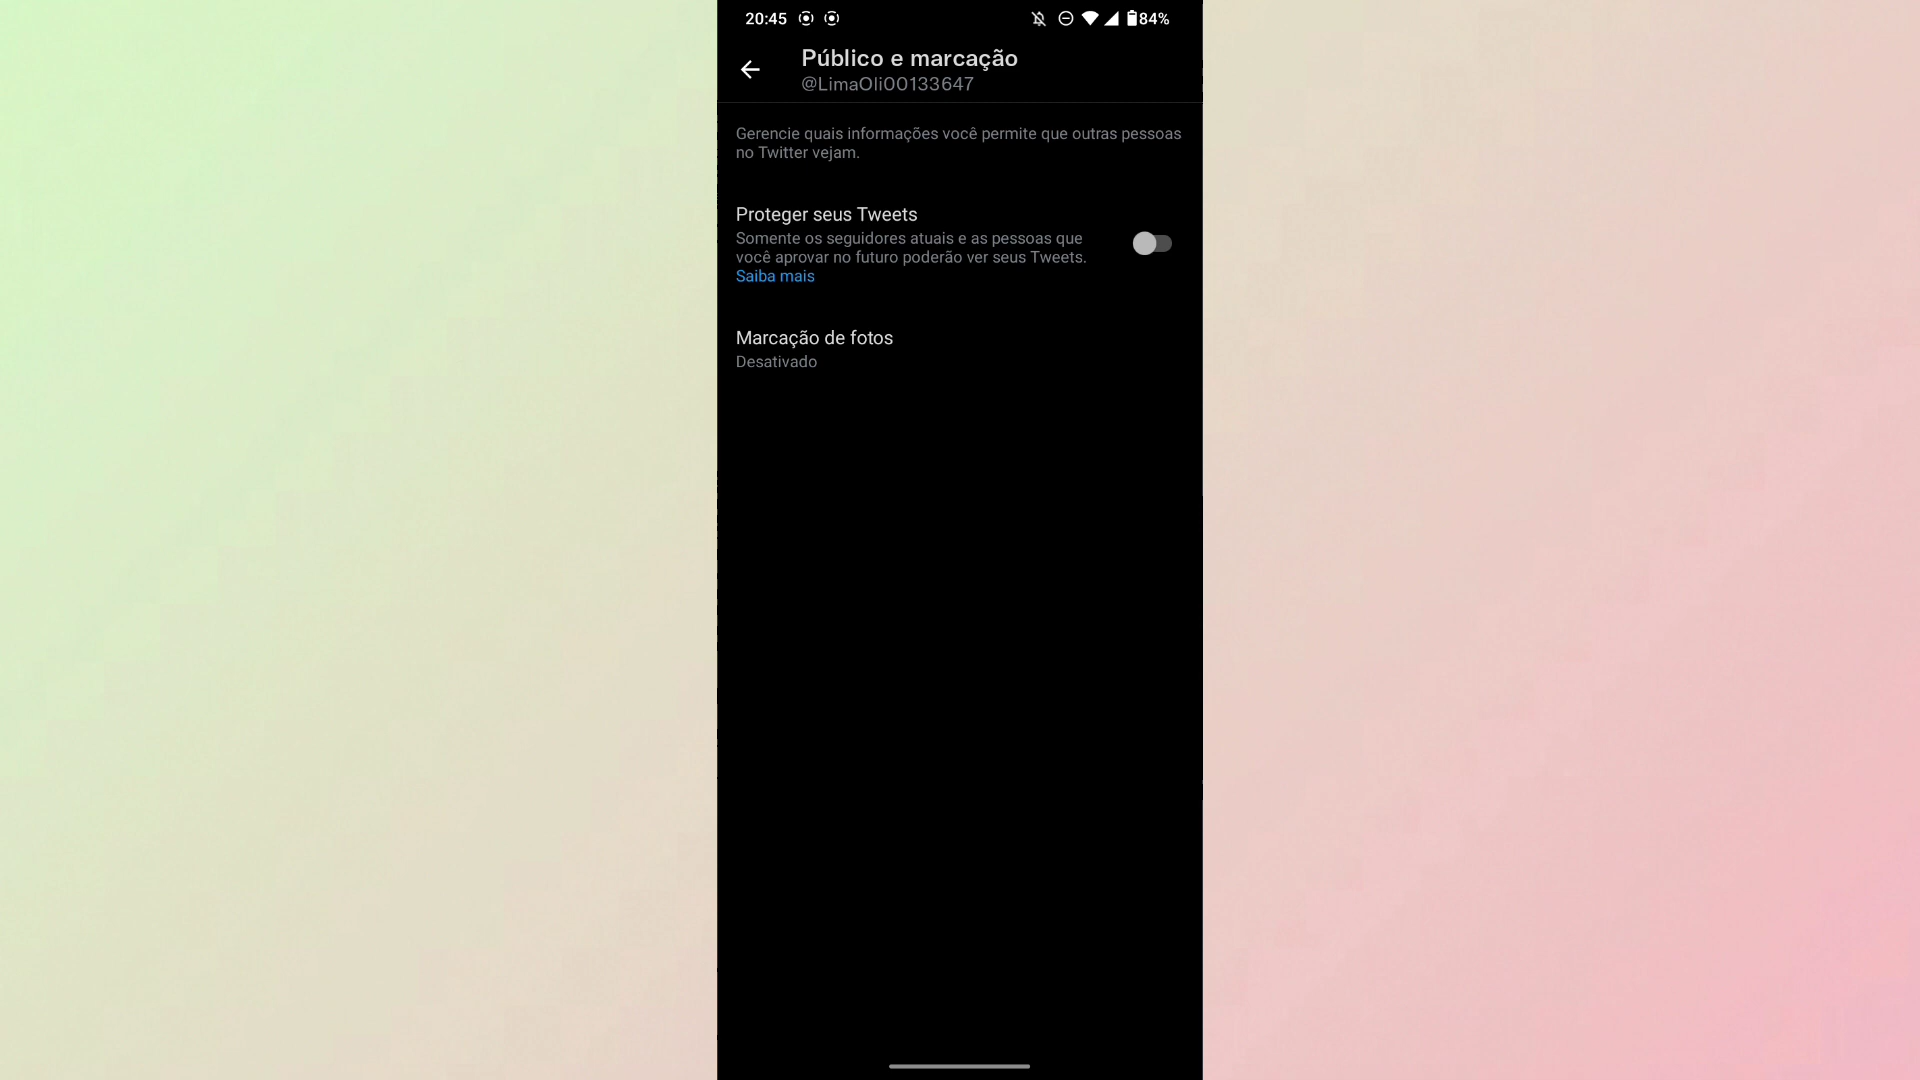 20:45
84%
Público e marcação
@LimaOli00133647
Gerencie quais informações você permite que outras pessoas
no Twitter vejam.
Proteger seus Tweets
Somente os seguidores atuais e as pessoas que
você aprovar no futuro poderão ver seus Tweets.
Saiba mais
Marcação de fotos
Desativado